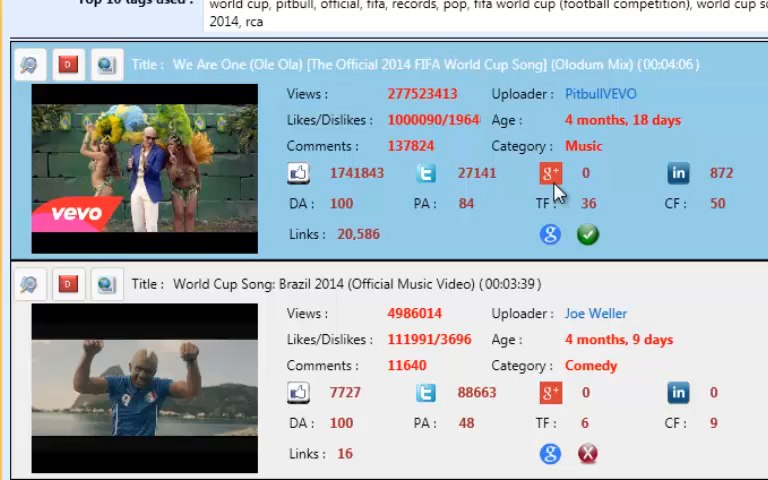 world cup, pitbull, official, fifa, records, pop, fifa world cup (football competition), world cup
2014, rca
Title : We Are One (Ole Ola) [The Official 2014 FIFA World Cup Song] (Olodum Mix) (00:04:06)
D
Views : 277523413 Uploader : PitbullVEVO
Likes/Dislikes : 1000090/1964 Age : 4 months, 18 days
Comments : 137824 Category : Music
1741843 27141 g+ 0 in 872
vevo
DA : 100 PA : 84 TF : 36 CF : 50
Links : 20,586 g
Title : World Cup Song: Brazil 2014 (Official Music Video) (00:03:39)
D
Views : 4986014 Uploader : Joe Weller
Likes/Dislikes : 111991/3696 Age : 4 months, 9 days
Comments : 11640 Category : Comedy
7727 88663 g+ 0 in 0
DA : 100 PA : 48 TF : 6 CF : 9
Links : 16 g